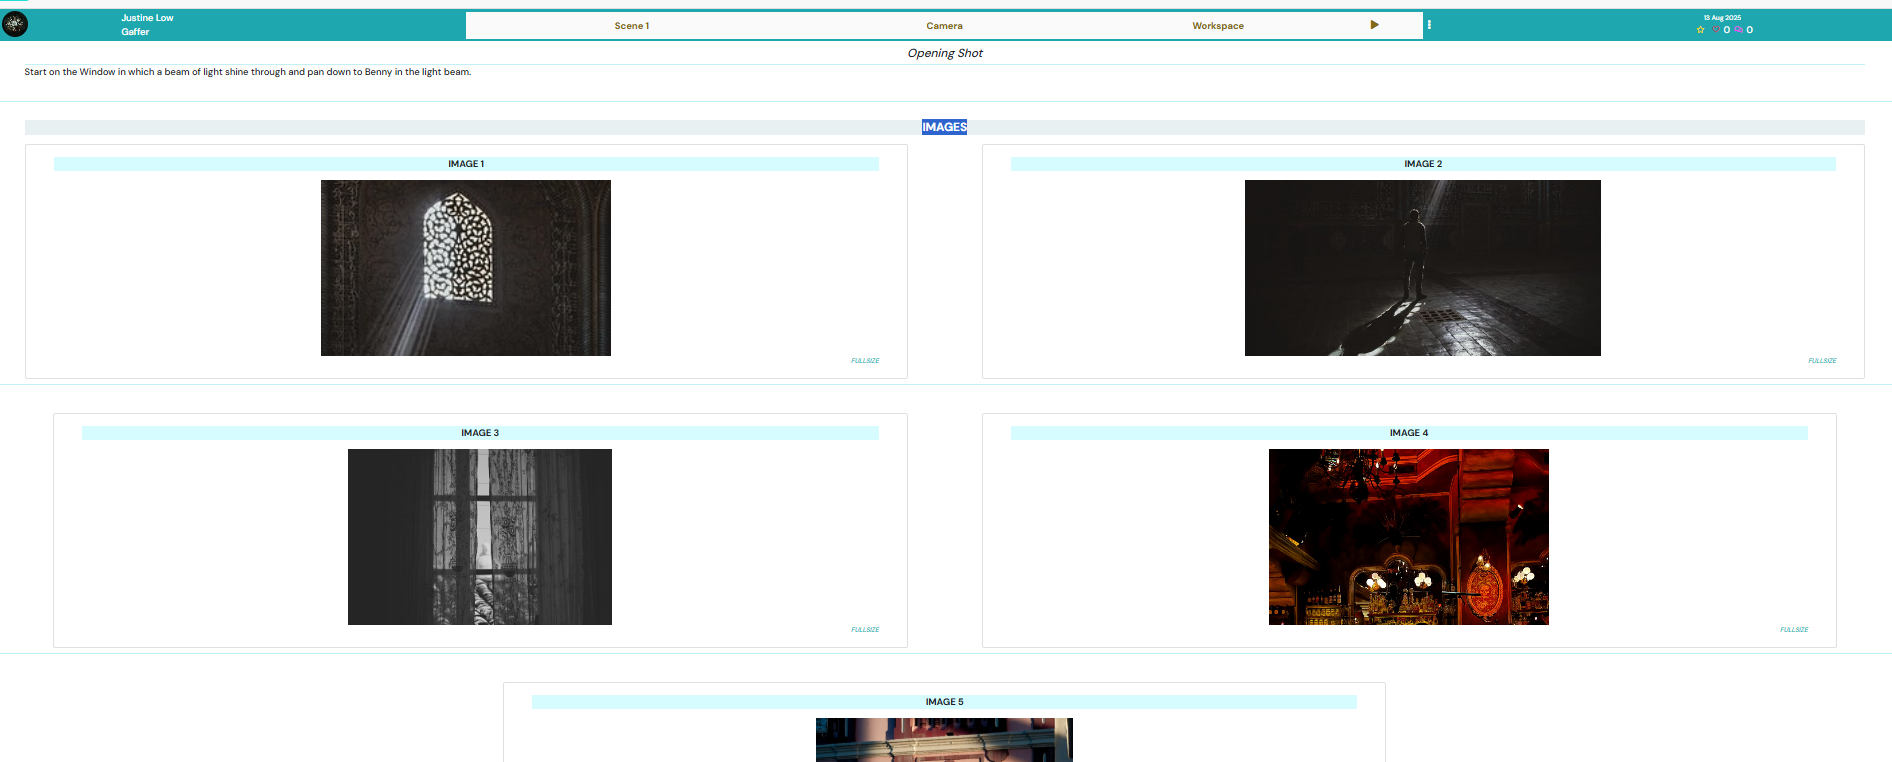 Justine Low
Gaffer
Scene 1
Camera
Workspace
13 Aug 2025
0 0
Opening Shot
Start on the Window in which a beam of light shine through and pan down to Benny in the light beam.
IMAGES
IMAGE 1
IMAGE 2
FULLSIZE
FULLSIZE
IMAGE 3
IMAGE 4
FULLSIZE
FULLSIZE
IMAGE 5